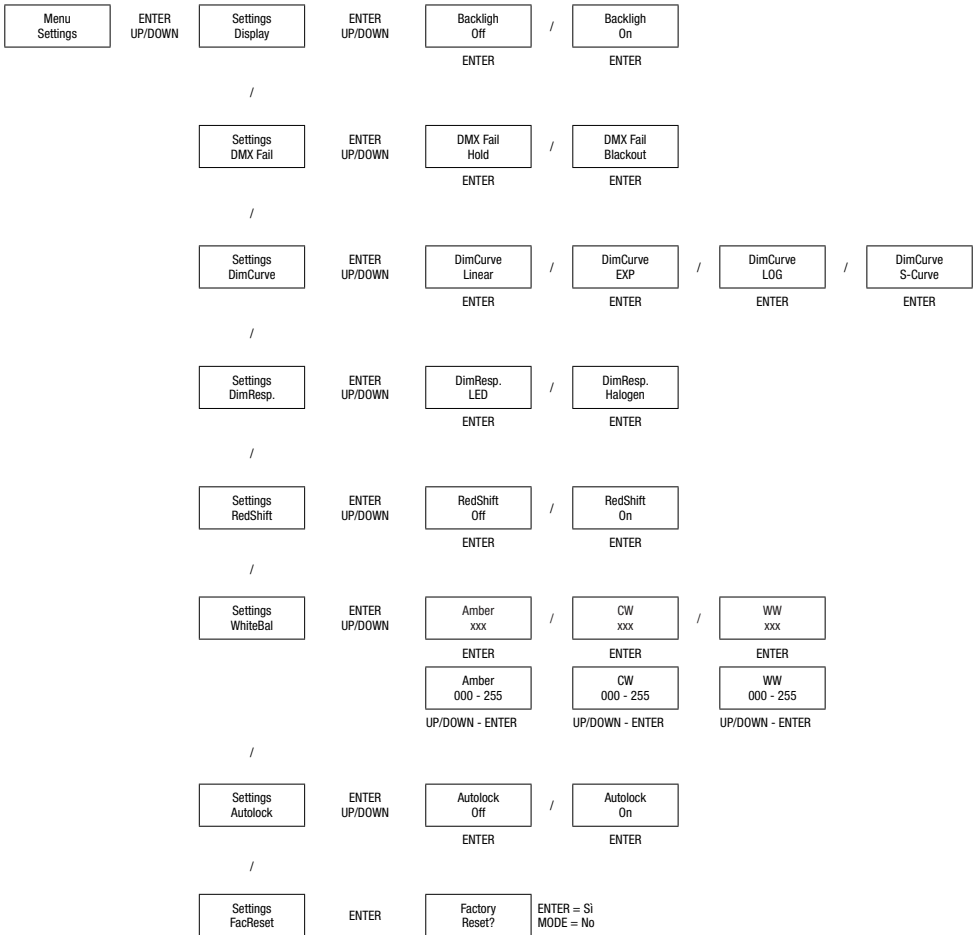 Menu
Settings
ENTER
UP/DOWN
Settings
Display
ENTER
UP/DOWN
Backligh
Off
ENTER
/
Backligh
On
ENTER
/
Settings
DMX Fail
ENTER
UP/DOWN
DMX Fail
Hold
ENTER
/
DMX Fail
Blackout
ENTER
/
Settings
DimCurve
ENTER
UP/DOWN
DimCurve
Linear
ENTER
/
DimCurve
EXP
ENTER
/
DimCurve
LOG
ENTER
/
DimCurve
S-Curve
ENTER
/
Settings
DimResp.
ENTER
UP/DOWN
DimResp.
LED
ENTER
/
DimResp.
Halogen
ENTER
/
Settings
RedShift
ENTER
UP/DOWN
RedShift
Off
ENTER
/
RedShift
On
ENTER
/
Settings
WhiteBal
ENTER
UP/DOWN
Amber
xxx
ENTER
/
CW
xxx
ENTER
/
WW
xxx
ENTER
Amber
000 - 255
UP/DOWN - ENTER
CW
000 - 255
UP/DOWN - ENTER
WW
000 - 255
UP/DOWN - ENTER
/
Settings
Autolock
ENTER
UP/DOWN
Autolock
Off
ENTER
/
Autolock
On
ENTER
/
Settings
FacReset
ENTER
Factory
Reset?
ENTER = Sì
MODE = No